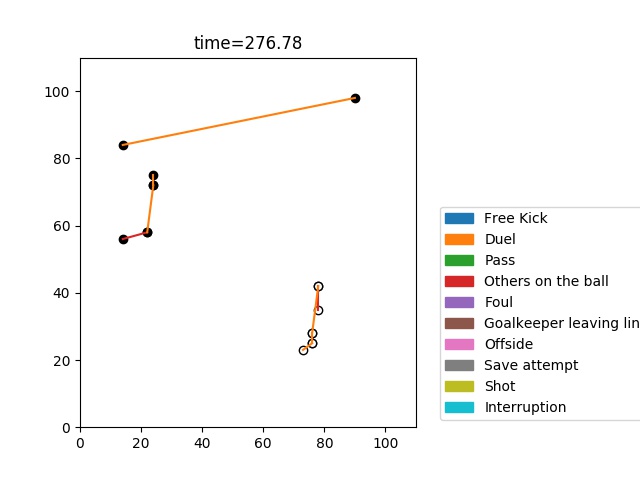 time=276.78
100
80
60
40
20
0
0 20 40 60 80 100
Free Kick
Duel
Pass
Others on the ball
Foul
Goalkeeper leaving lin
Offside
Save attempt
Shot
Interruption